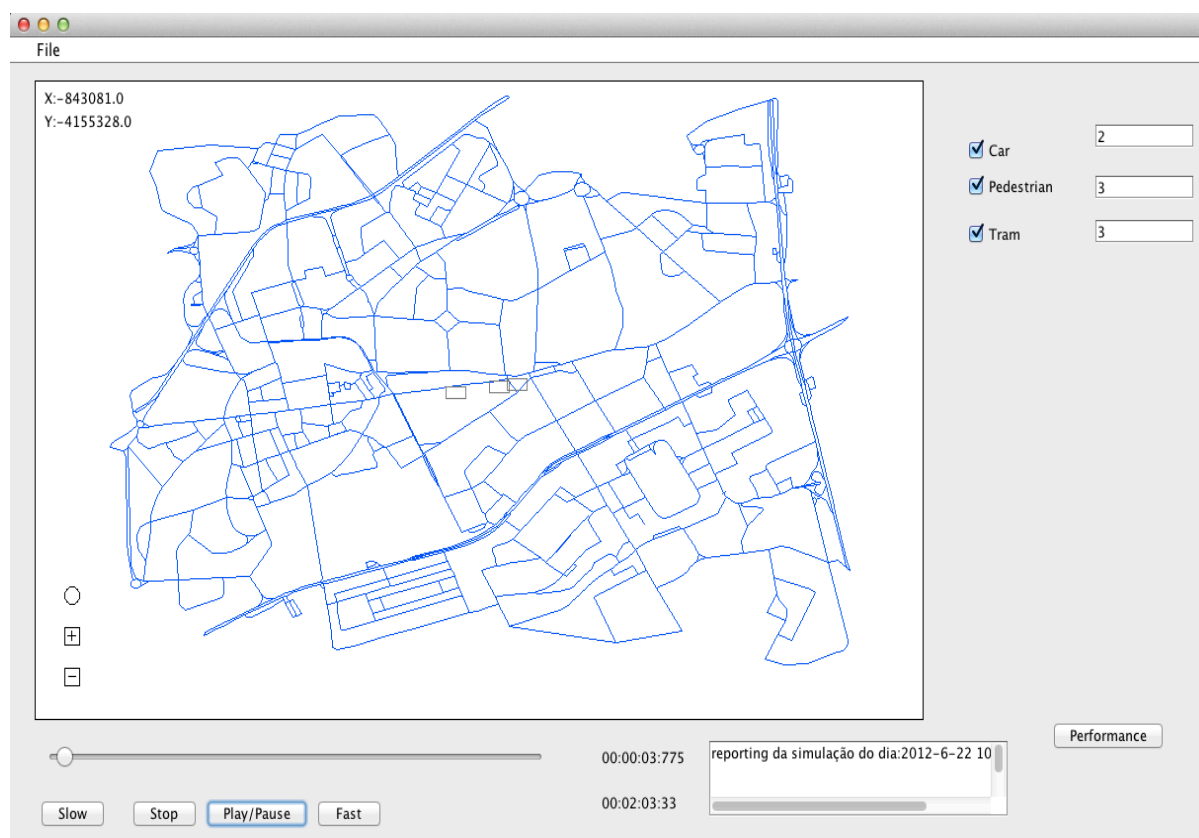 File
X:-843081.0
Y:-4155328.0
Car
2
Pedestrian
3
Tram
3
Performance
00:00:03:775
reporting da simulação do dia:2012-6-22 10
00:02:03:33
Slow
Stop
Play/Pause
Fast